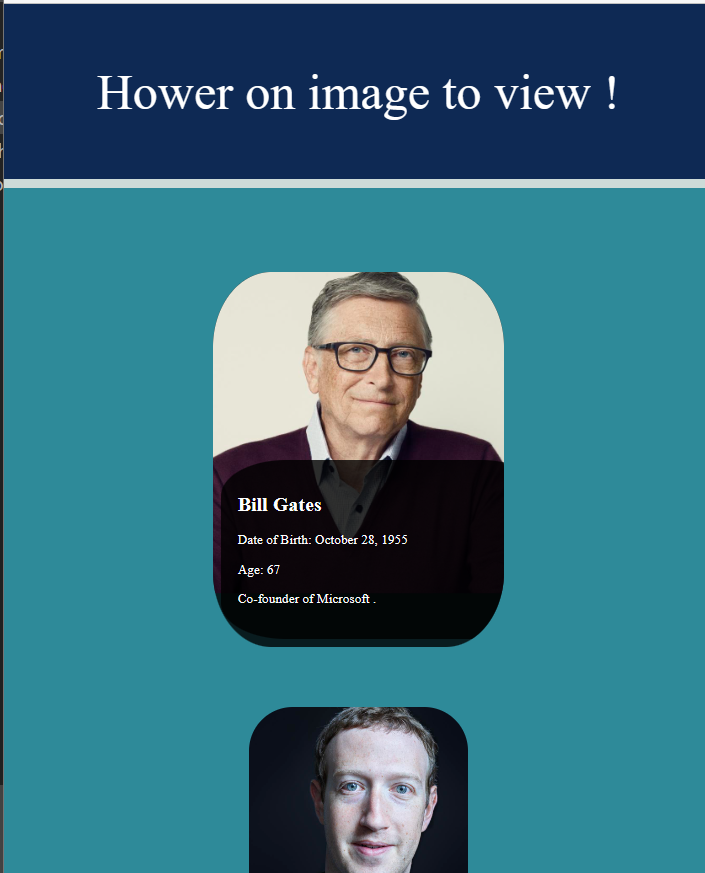 Hower on image to view !
Bill Gates
Date of Birth: October 28, 1955
Age: 67
Co-founder of Microsoft .